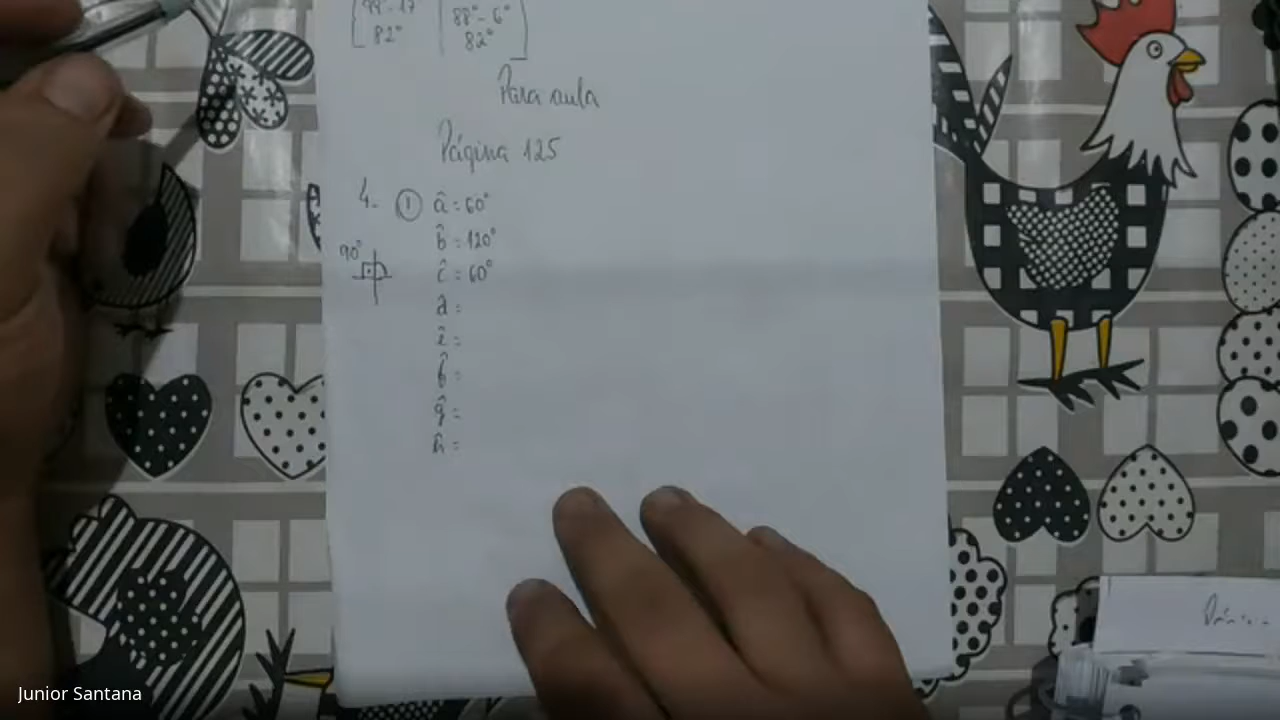 82°
88° - 6°
82°
Para aula
Página 125
4. ① â = 60°
b̂ = 120°
90°
ĉ = 60°
d̂ =
ê =
f̂ =
ĝ =
ĥ =
Junior Santana